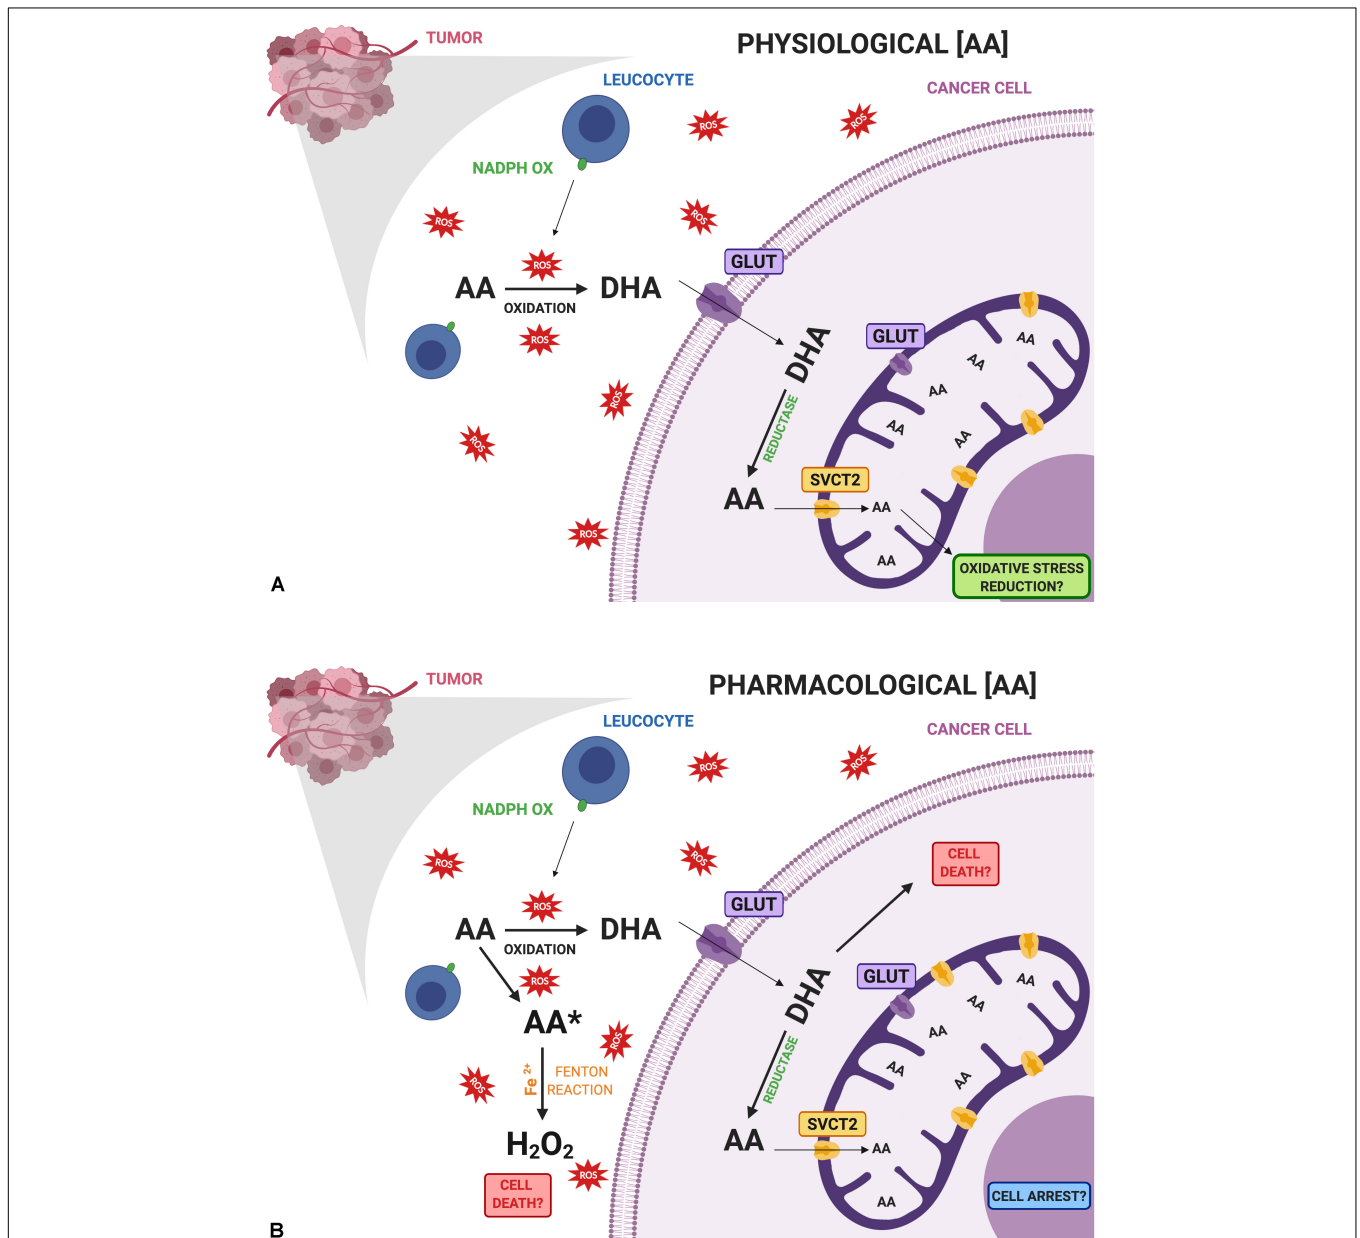 TUMOR
PHYSIOLOGICAL [AA]
LEUCOCYTE
CANCER CELL
ROS
ROS
NADPH OX
ROS
ROS
GLUT
ROS
AA
DHA
OXIDATION
ROS
GLUT
DHA
AA
AA
AA
ROS
REDUCTASE
AA
AA
ROS
SVCT2
AA
AA
ROS
AA
OXIDATIVE STRESS
REDUCTION?
A
TUMOR
PHARMACOLOGICAL [AA]
LEUCOCYTE
CANCER CELL
ROS
ROS
NADPH OX
ROS
ROS
CELL
DEATH?
GLUT
ROS
AA
DHA
OXIDATION
ROS
GLUT
DHA
AA
AA
AA*
AA
ROS
REDUCTASE
AA
AA
Fe 2+
FENTON
REACTION
ROS
SVCT2
H₂O₂
AA
AA
ROS
CELL
DEATH?
AA
CELL ARREST?
B